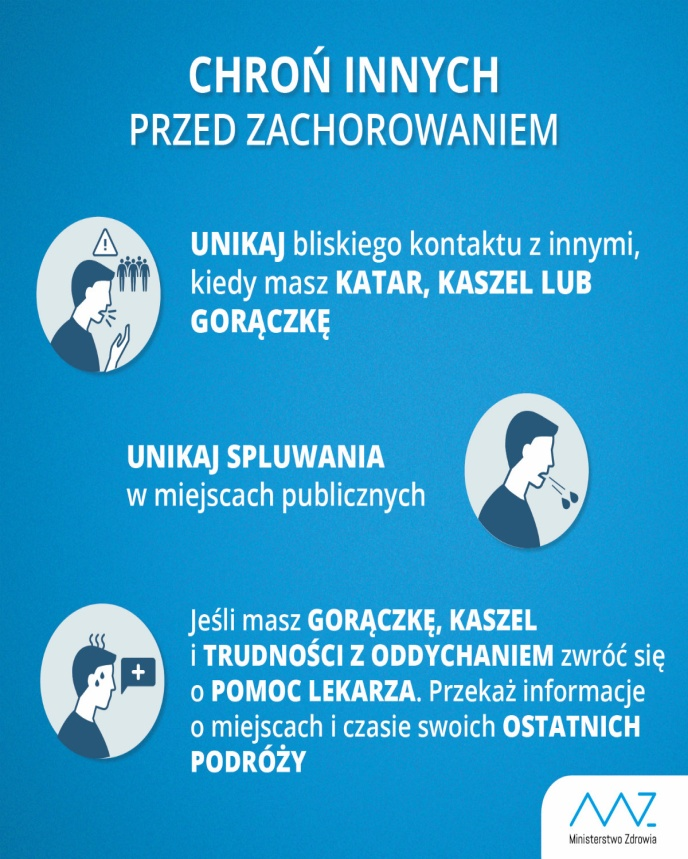 CHROŃ INNYCH
PRZED ZACHOROWANIEM
UNIKAJ bliskiego kontaktu z innymi,
kiedy masz KATAR, KASZEL LUB
GORĄCZKĘ
UNIKAJ SPLUWANIA
w miejscach publicznych
Jeśli masz GORĄCZKĘ, KASZEL
i TRUDNOŚCI Z ODDYCHANIEM zwróć się
o POMOC LEKARZA. Przekaż informacje
o miejscach i czasie swoich OSTATNICH
PODRÓŻY
Ministerstwo Zdrowia